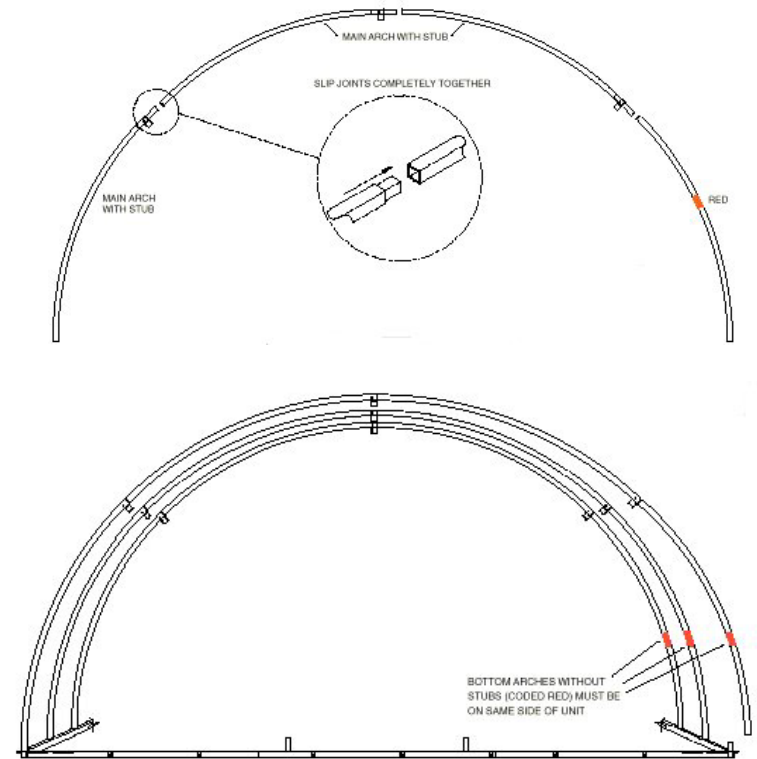 MAIN ARCH WITH STUB
SLIP JOINTS COMPLETELY TOGETHER
MAIN ARCH
WITH STUB
RED
BOTTOM ARCHES WITHOUT
STUBS (CODED RED) MUST BE
ON SAME SIDE OF UNIT